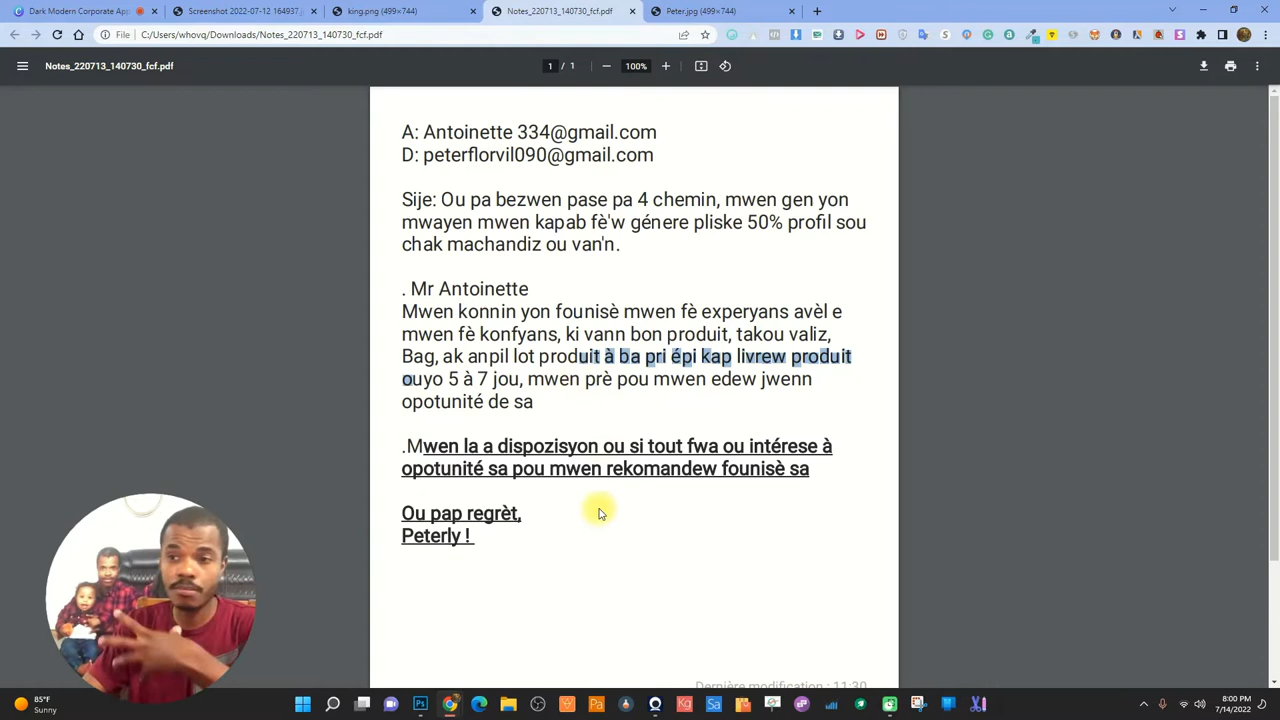 Dark Modern Corporate App
Screenshot 2022-07-12 164937.
king.png (499×744)
Notes_220713_140730_fcf.pdf
Peter.jpg (499×744)
File
C:/Users/whovq/Downloads/Notes_220713_140730_fcf.pdf
Notes_220713_140730_fcf.pdf
1 / 1
100%
A: Antoinette 334@gmail.com
D: peterflorvil090@gmail.com
Sije: Ou pa bezwen pase pa 4 chemin, mwen gen yon
mwayen mwen kapab fè'w génere pliske 50% profil sou
chak machandiz ou van'n.
. Mr Antoinette
Mwen konnin yon founisè mwen fè experyans avèl e
mwen fè konfyans, ki vann bon produit, takou valiz,
Bag, ak anpil lot produit à ba pri épi kap livrew produit
ouyo 5 à 7 jou, mwen prè pou mwen edew jwenn
opotunité de sa
.Mwen la a dispozisyon ou si tout fwa ou intérese à
opotunité sa pou mwen rekomandew founisè sa
Ou pap regrèt,
Peterly !
Dernière modification : 11:30
85°F
Sunny
8:00 PM
7/14/2022